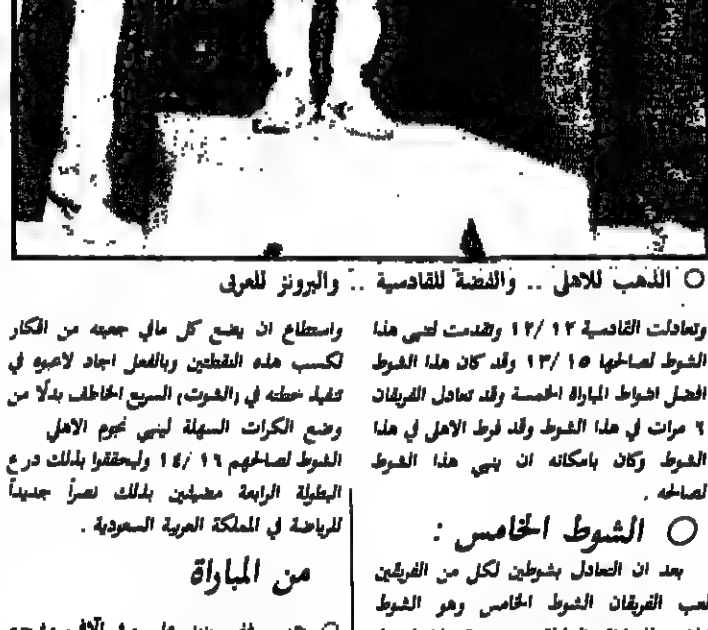 ○ الذهب للاهلي .. والفضة للقادسية .. والبرونز للعربي
وتعادلت القادسية ١٢ / ١٢ وتقدمت لتنهي هذا
الشوط لصالحها ١٥ / ١٣ وقد كان هذا الشوط
افضل اشواط المباراة الخمسة وقد تعادل الفريقان
٦ مرات في هذا الشوط وقد فرط الاهلي في هذا
الشوط وكان بامكانه ان ينهي هذا الشوط
لصالحه .
○ الشوط الخامس :
بعد ان التعادل بشوطين لكل من الفريقين
لعب الفريقان الشوط الخامس وهو الشوط
واستطاع ان يضع كل مافي جعبته من افكار
لكسب هذه النقطتين وبالفعل اجاد لاعبوه في
تنفيذ خطته في (الشوت) السريع الخاطف بدلًا من
وضع الكرات السهلة لينهي نجوم الاهلي
الشوط لصالحهم ١٦ / ١٤ وليحققوا بذلك درع
البطولة الرابعة مضيفين بذلك نصراً جديداً
للرياضة في المملكة العربية السعودية .
من المباراة